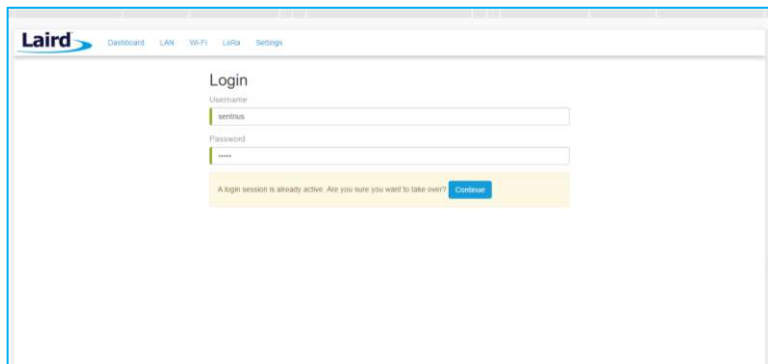 Laird
Dashboard LAN Wi-Fi LoRa Settings
Login
Username
sentrius
Password
•••••
A login session is already active. Are you sure you want to take over? Continue